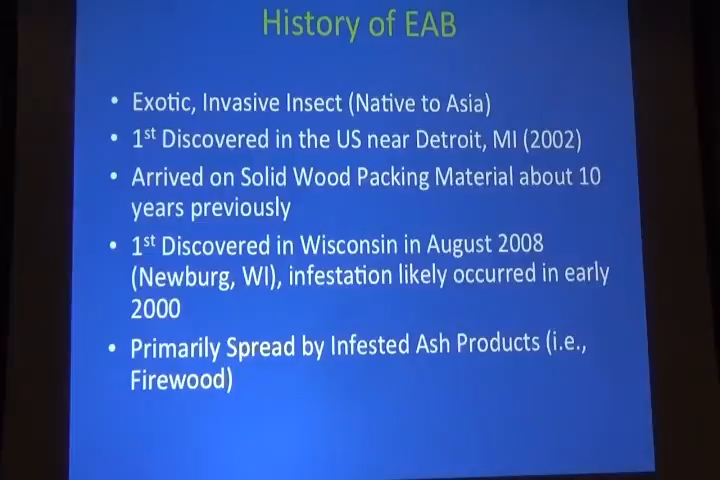 History of EAB
• Exotic, Invasive Insect (Native to Asia)
• 1st Discovered in the US near Detroit, MI (2002)
• Arrived on Solid Wood Packing Material about 10
years previously
• 1st Discovered in Wisconsin in August 2008
(Newburg, WI), infestation likely occurred in early
2000
• Primarily Spread by Infested Ash Products (i.e.,
Firewood)